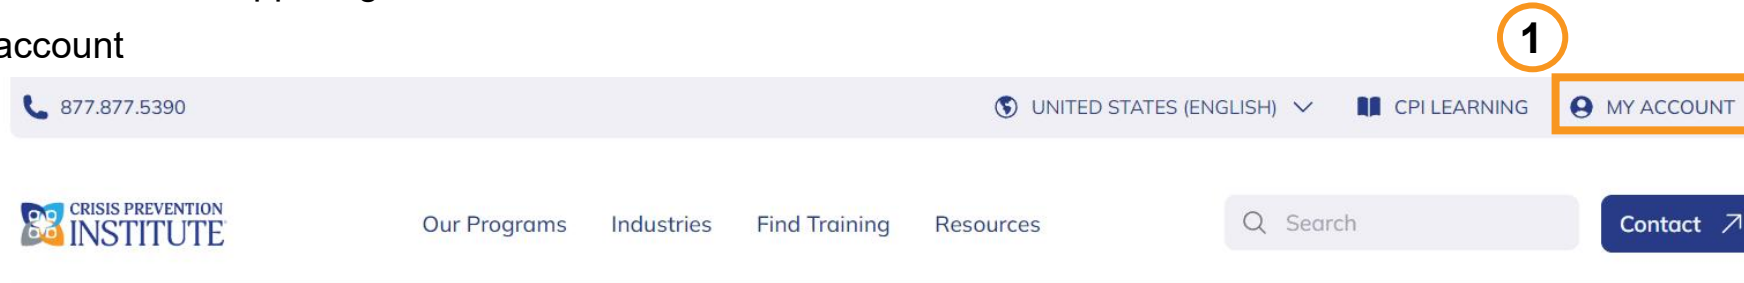 account
1
877.877.5390
UNITED STATES (ENGLISH)
CPI LEARNING
MY ACCOUNT
CRISIS PREVENTION
INSTITUTE
Our Programs
Industries
Find Training
Resources
Search
Contact